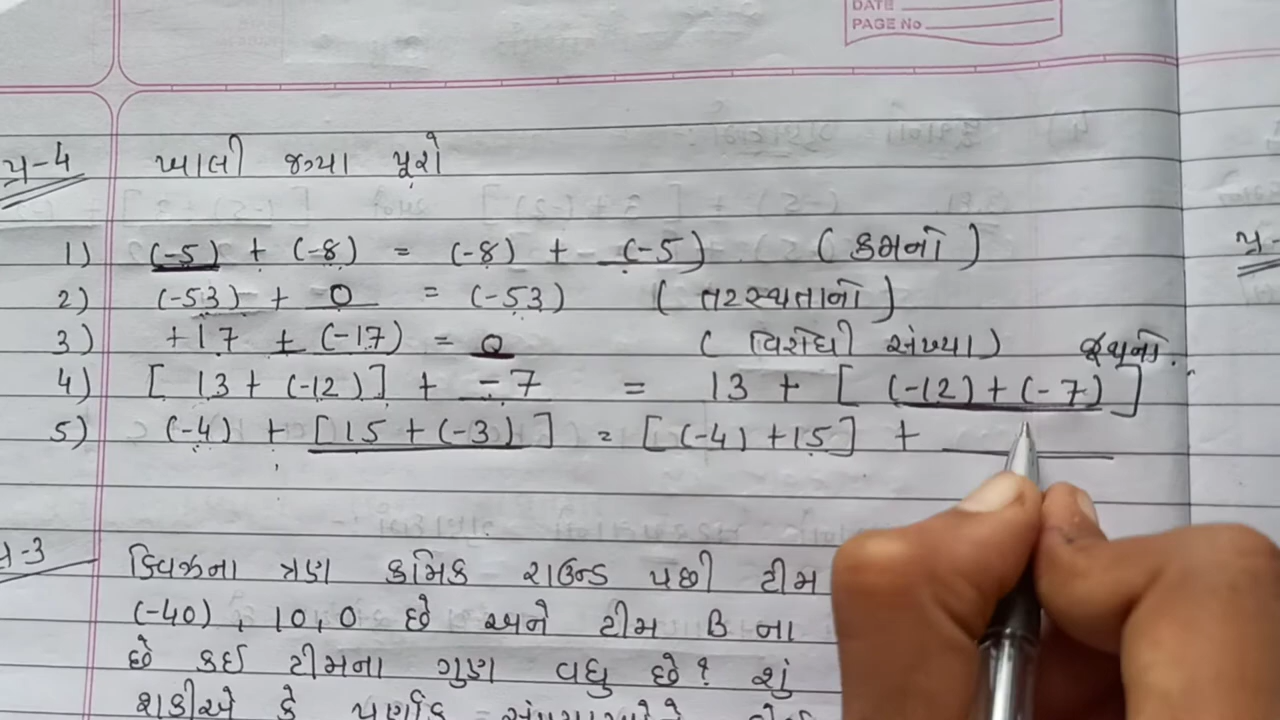 DATE
PAGE No
પ્ર-4 ખાલી જગ્યા પૂરો
1) (-5) + (-8) = (-8) + (-5) (ક્રમનો)
2) (-53) + 0 = (-53) (તટસ્થતાનો)
3) +17 + (-17) = 0 (વિરોધી સંખ્યા)
4) [13 + (-12)] + -7 = 13 + [(-12) + (-7)]
5) (-4) + [15 + (-3)] = [(-4) + 15] +
ક્વિઝના ત્રણ ક્રમિક રાઉન્ડ પછી ટીમ
(-40), 10, 0 છે અને ટીમ B ના
છે કઈ ટીમના ગુણ વધુ છે? શું
શકીએ કે